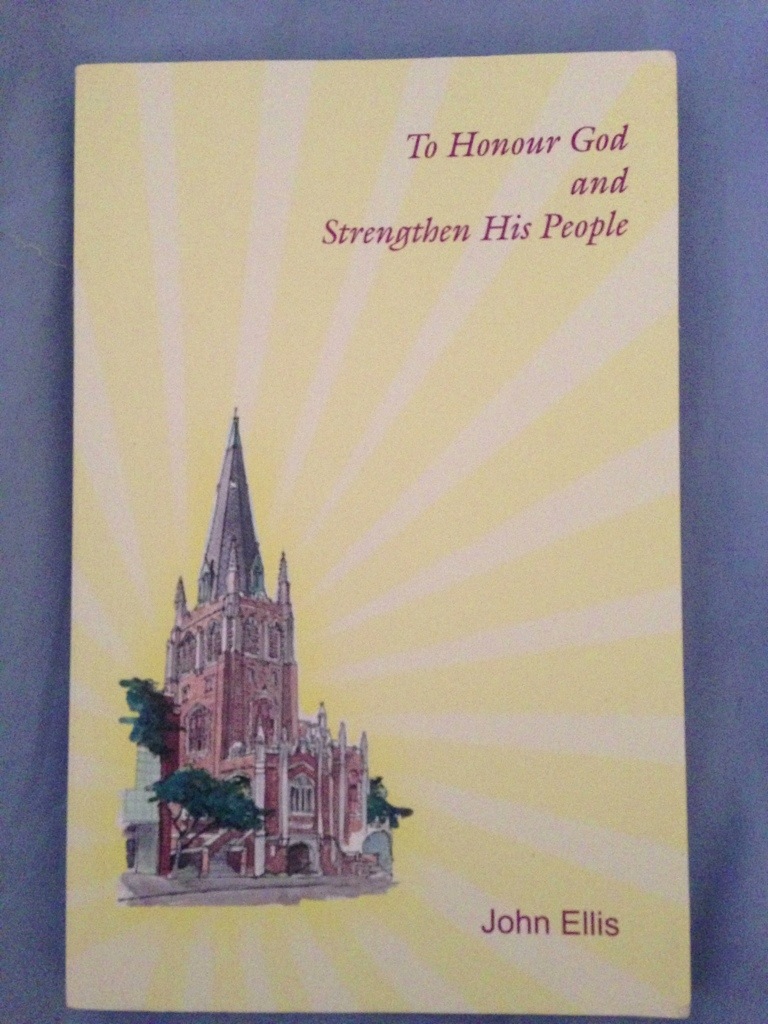 To Honour God
and
Strengthen His People
John Ellis